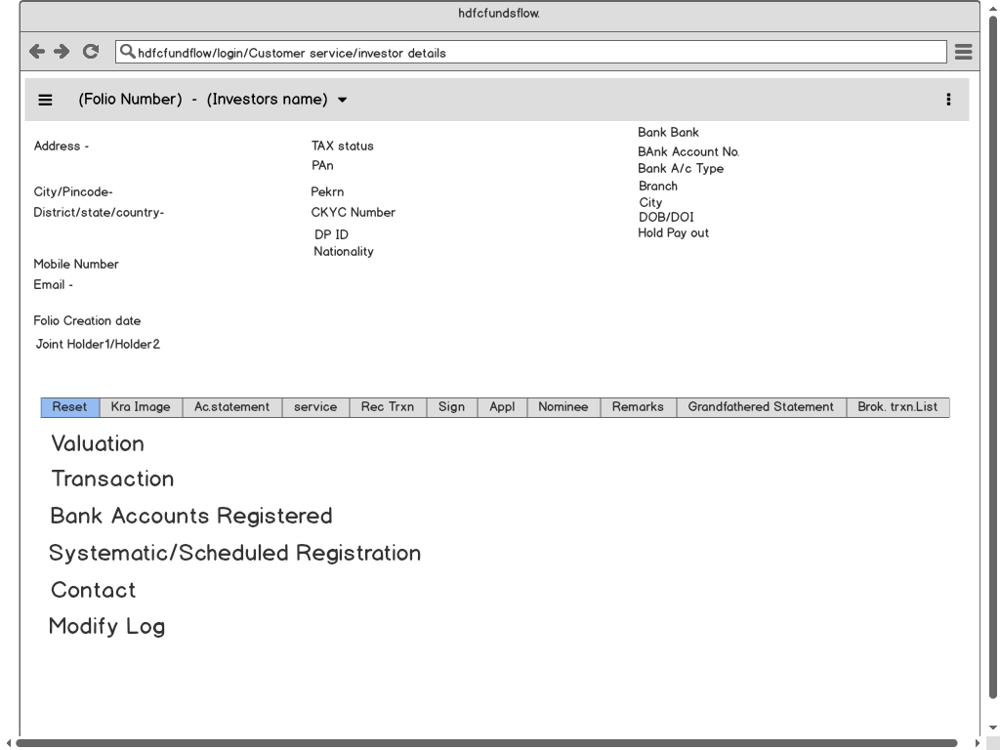 hdfcfundsflow.
hdfcfundflow/login/Customer service/investor details
(Folio Number) - (Investors name)
Address -
City/Pincode-
District/state/country-
Mobile Number
Email -
Folio Creation date
Joint Holder1/Holder2
TAX status
PAn
Pekrn
CKYC Number
DP ID
Nationality
Bank Bank
BAnk Account No.
Bank A/c Type
Branch
City
DOB/DOI
Hold Pay out
Reset Kra Image Ac.statement service Rec Trxn Sign Appl Nominee Remarks Grandfathered Statement Brok. trxn.List
Valuation
Transaction
Bank Accounts Registered
Systematic/Scheduled Registration
Contact
Modify Log